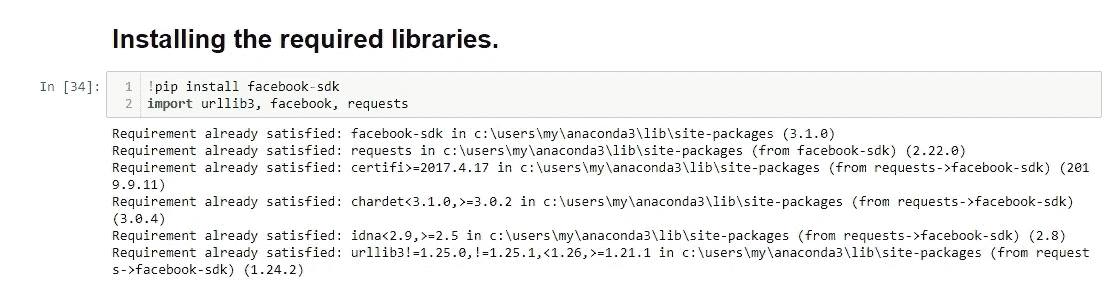 Installing the required libraries.
In [34]:
1 !pip install facebook-sdk
2 import urllib3, facebook, requests
Requirement already satisfied: facebook-sdk in c:\users\my\anaconda3\lib\site-packages (3.1.0)
Requirement already satisfied: requests in c:\users\my\anaconda3\lib\site-packages (from facebook-sdk) (2.22.0)
Requirement already satisfied: certifi>=2017.4.17 in c:\users\my\anaconda3\lib\site-packages (from requests->facebook-sdk) (201
9.9.11)
Requirement already satisfied: chardet<3.1.0,>=3.0.2 in c:\users\my\anaconda3\lib\site-packages (from requests->facebook-sdk)
(3.0.4)
Requirement already satisfied: idna<2.9,>=2.5 in c:\users\my\anaconda3\lib\site-packages (from requests->facebook-sdk) (2.8)
Requirement already satisfied: urllib3!=1.25.0,!=1.25.1,<1.26,>=1.21.1 in c:\users\my\anaconda3\lib\site-packages (from request
s->facebook-sdk) (1.24.2)